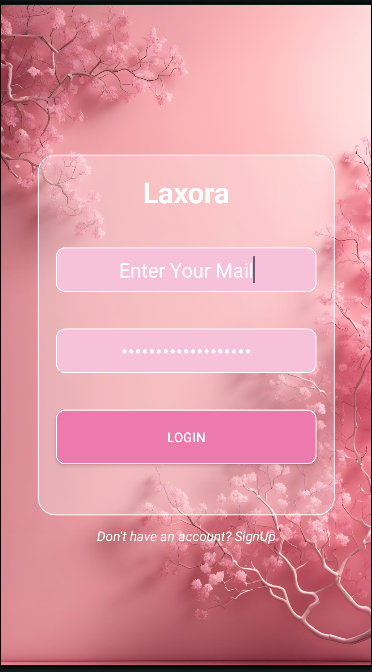 Laxora
Enter Your Mail
•••••••••••••••••••
LOGIN
Don't have an account? SignUp